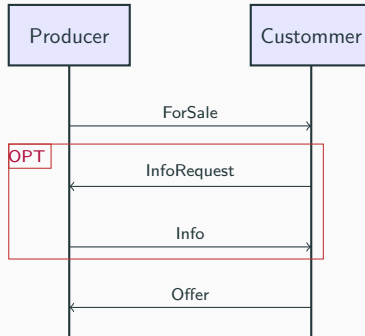 Producer
Custommer
ForSale
OPT
InfoRequest
Info
Offer